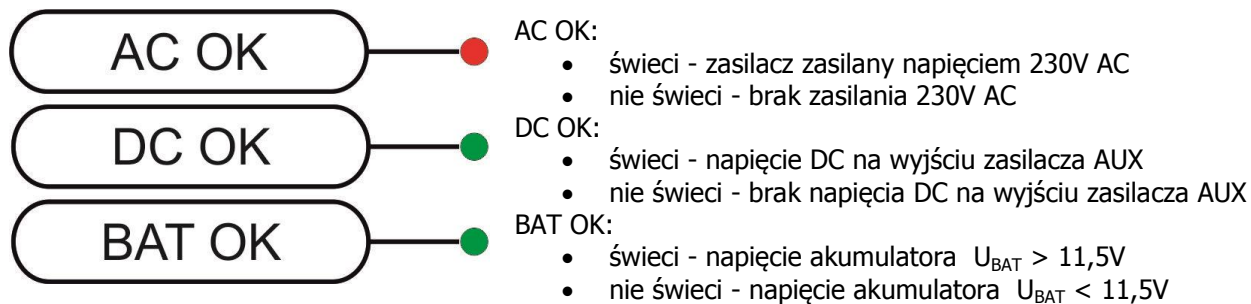 AC OK
AC OK:
• świeci - zasilacz zasilany napięciem 230V AC
• nie świeci - brak zasilania 230V AC
DC OK
DC OK:
• świeci - napięcie DC na wyjściu zasilacza AUX
• nie świeci - brak napięcia DC na wyjściu zasilacza AUX
BAT OK
BAT OK:
• świeci - napięcie akumulatora U_BAT > 11,5V
• nie świeci - napięcie akumulatora U_BAT < 11,5V